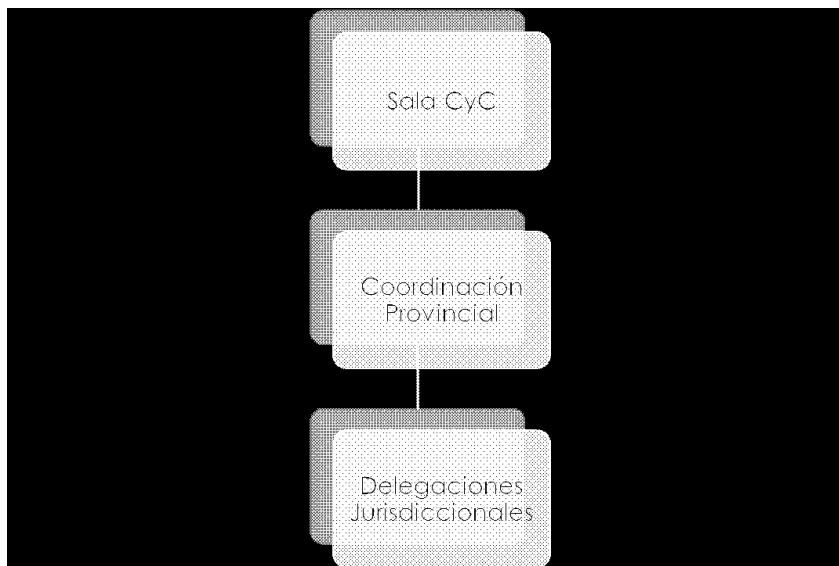 Sala CyC
Coordinación
Provincial
Delegaciones
Jurisdiccionales